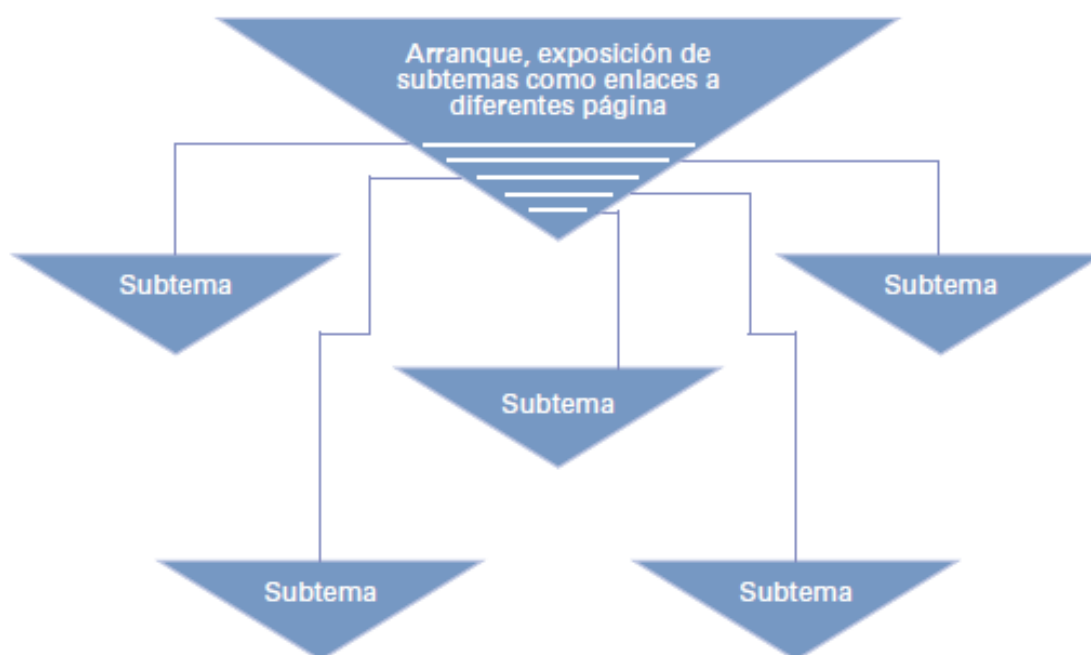 Arranque, exposición de
subtemas como enlaces a
diferentes página
Subtema
Subtema
Subtema
Subtema
Subtema